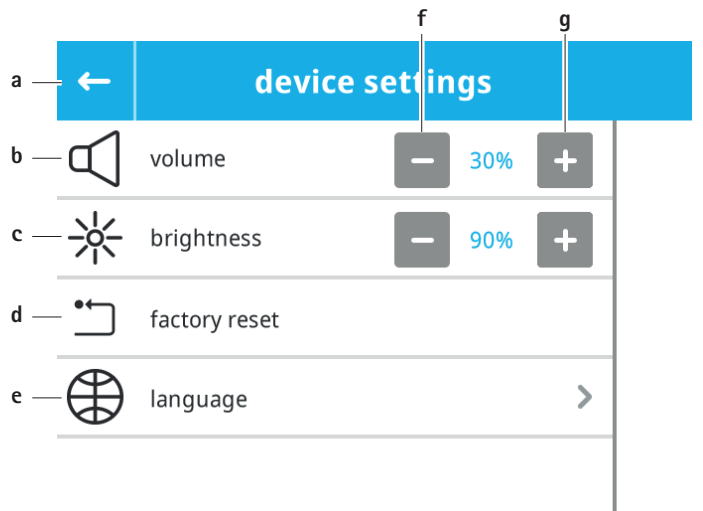 f g
a device settings
b volume 30%
c brightness 90%
d factory reset
e language